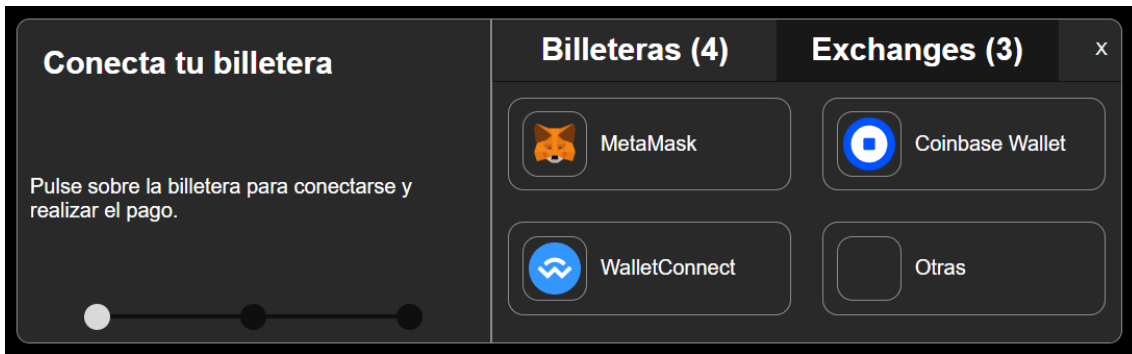 Conecta tu billetera
Pulse sobre la billetera para conectarse y
realizar el pago.
Billeteras (4)
Exchanges (3)
x
MetaMask
Coinbase Wallet
WalletConnect
Otras